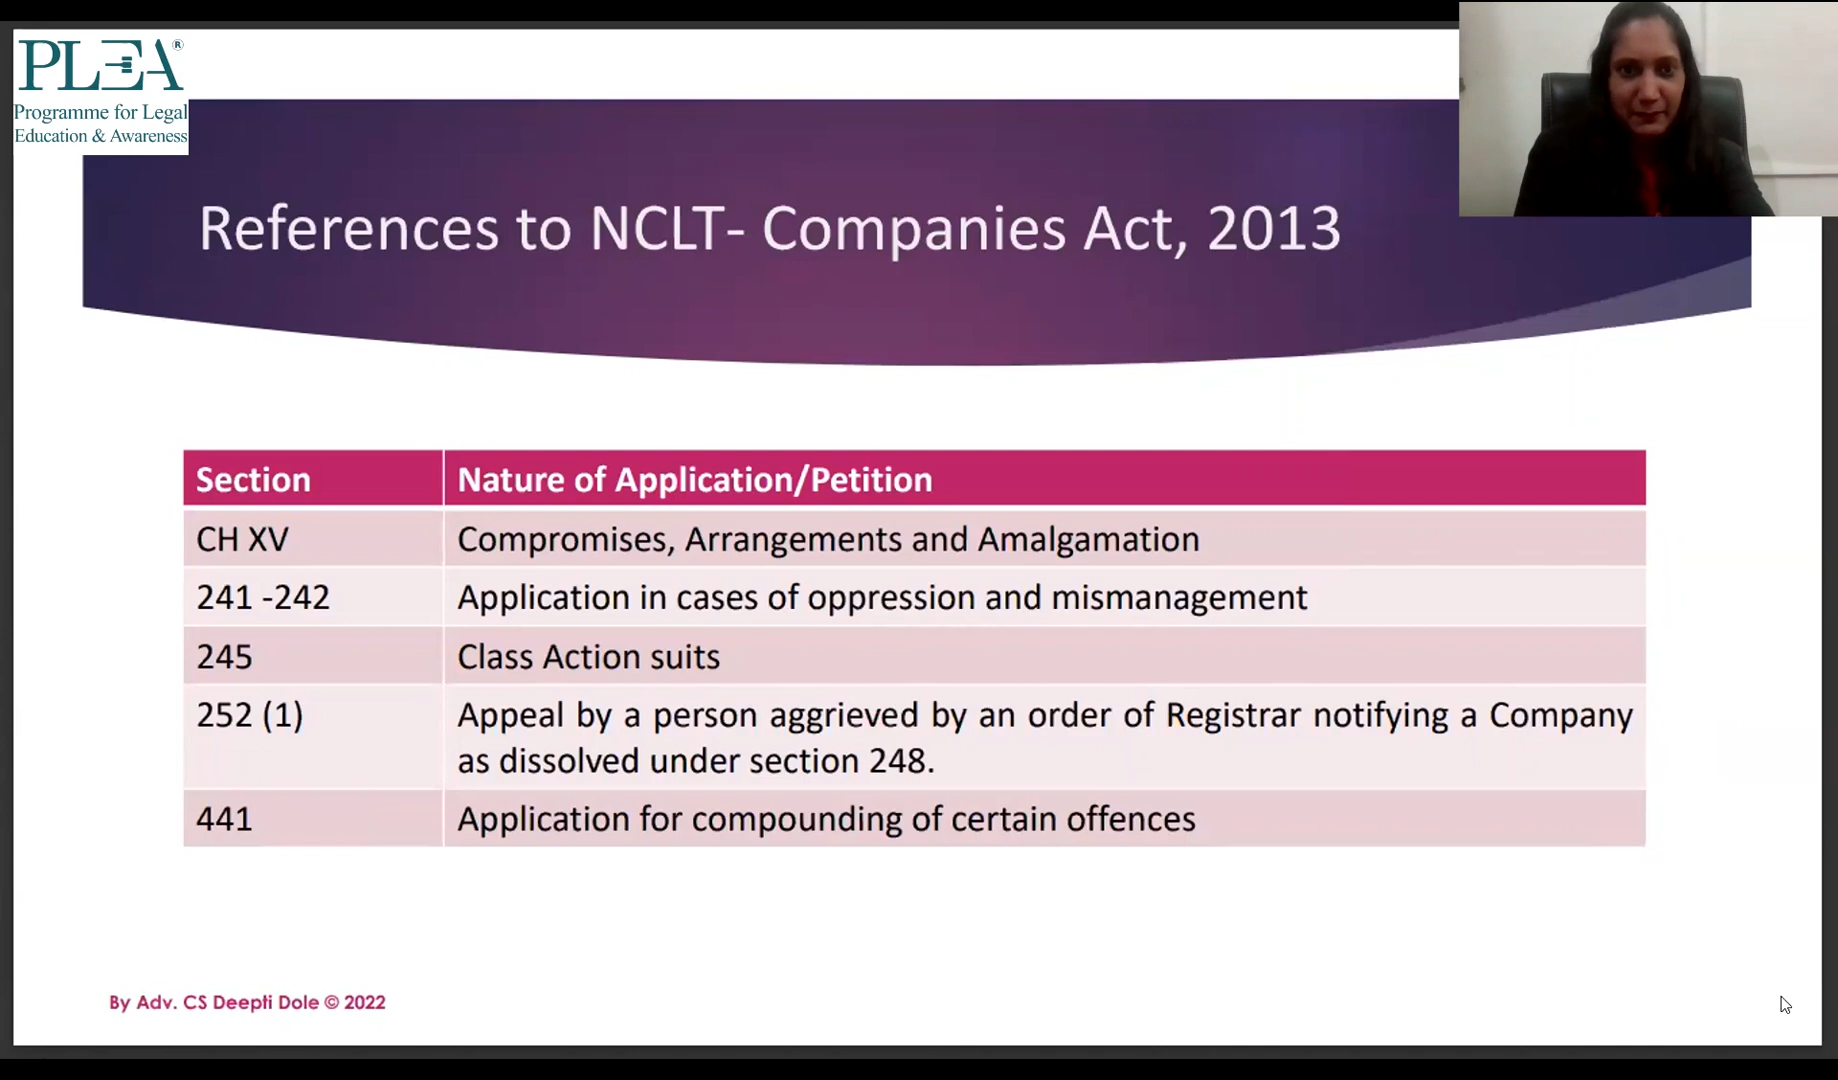 PLEA®
Programme for Legal
Education & Awareness
References to NCLT- Companies Act, 2013
Section Nature of Application/Petition
CH XV Compromises, Arrangements and Amalgamation
241 -242 Application in cases of oppression and mismanagement
245 Class Action suits
252 (1) Appeal by a person aggrieved by an order of Registrar notifying a Company
as dissolved under section 248.
441 Application for compounding of certain offences
By Adv. CS Deepti Dole © 2022